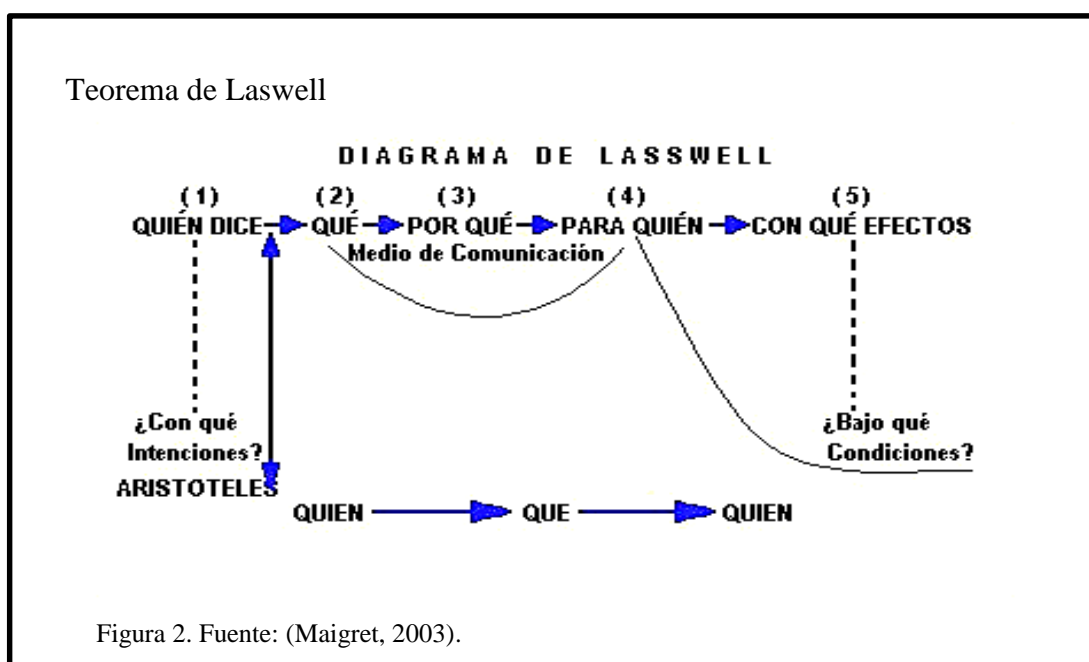 Teorema de Laswell
DIAGRAMA DE LASSWELL
(1) (2) (3) (4) (5)
QUIÉN DICE QUÉ POR QUÉ PARA QUIÉN CON QUÉ EFECTOS
Medio de Comunicación
¿Con qué ¿Bajo qué
Intenciones? Condiciones?
ARISTOTELES
QUIEN QUE QUIEN
Figura 2. Fuente: (Maigret, 2003).